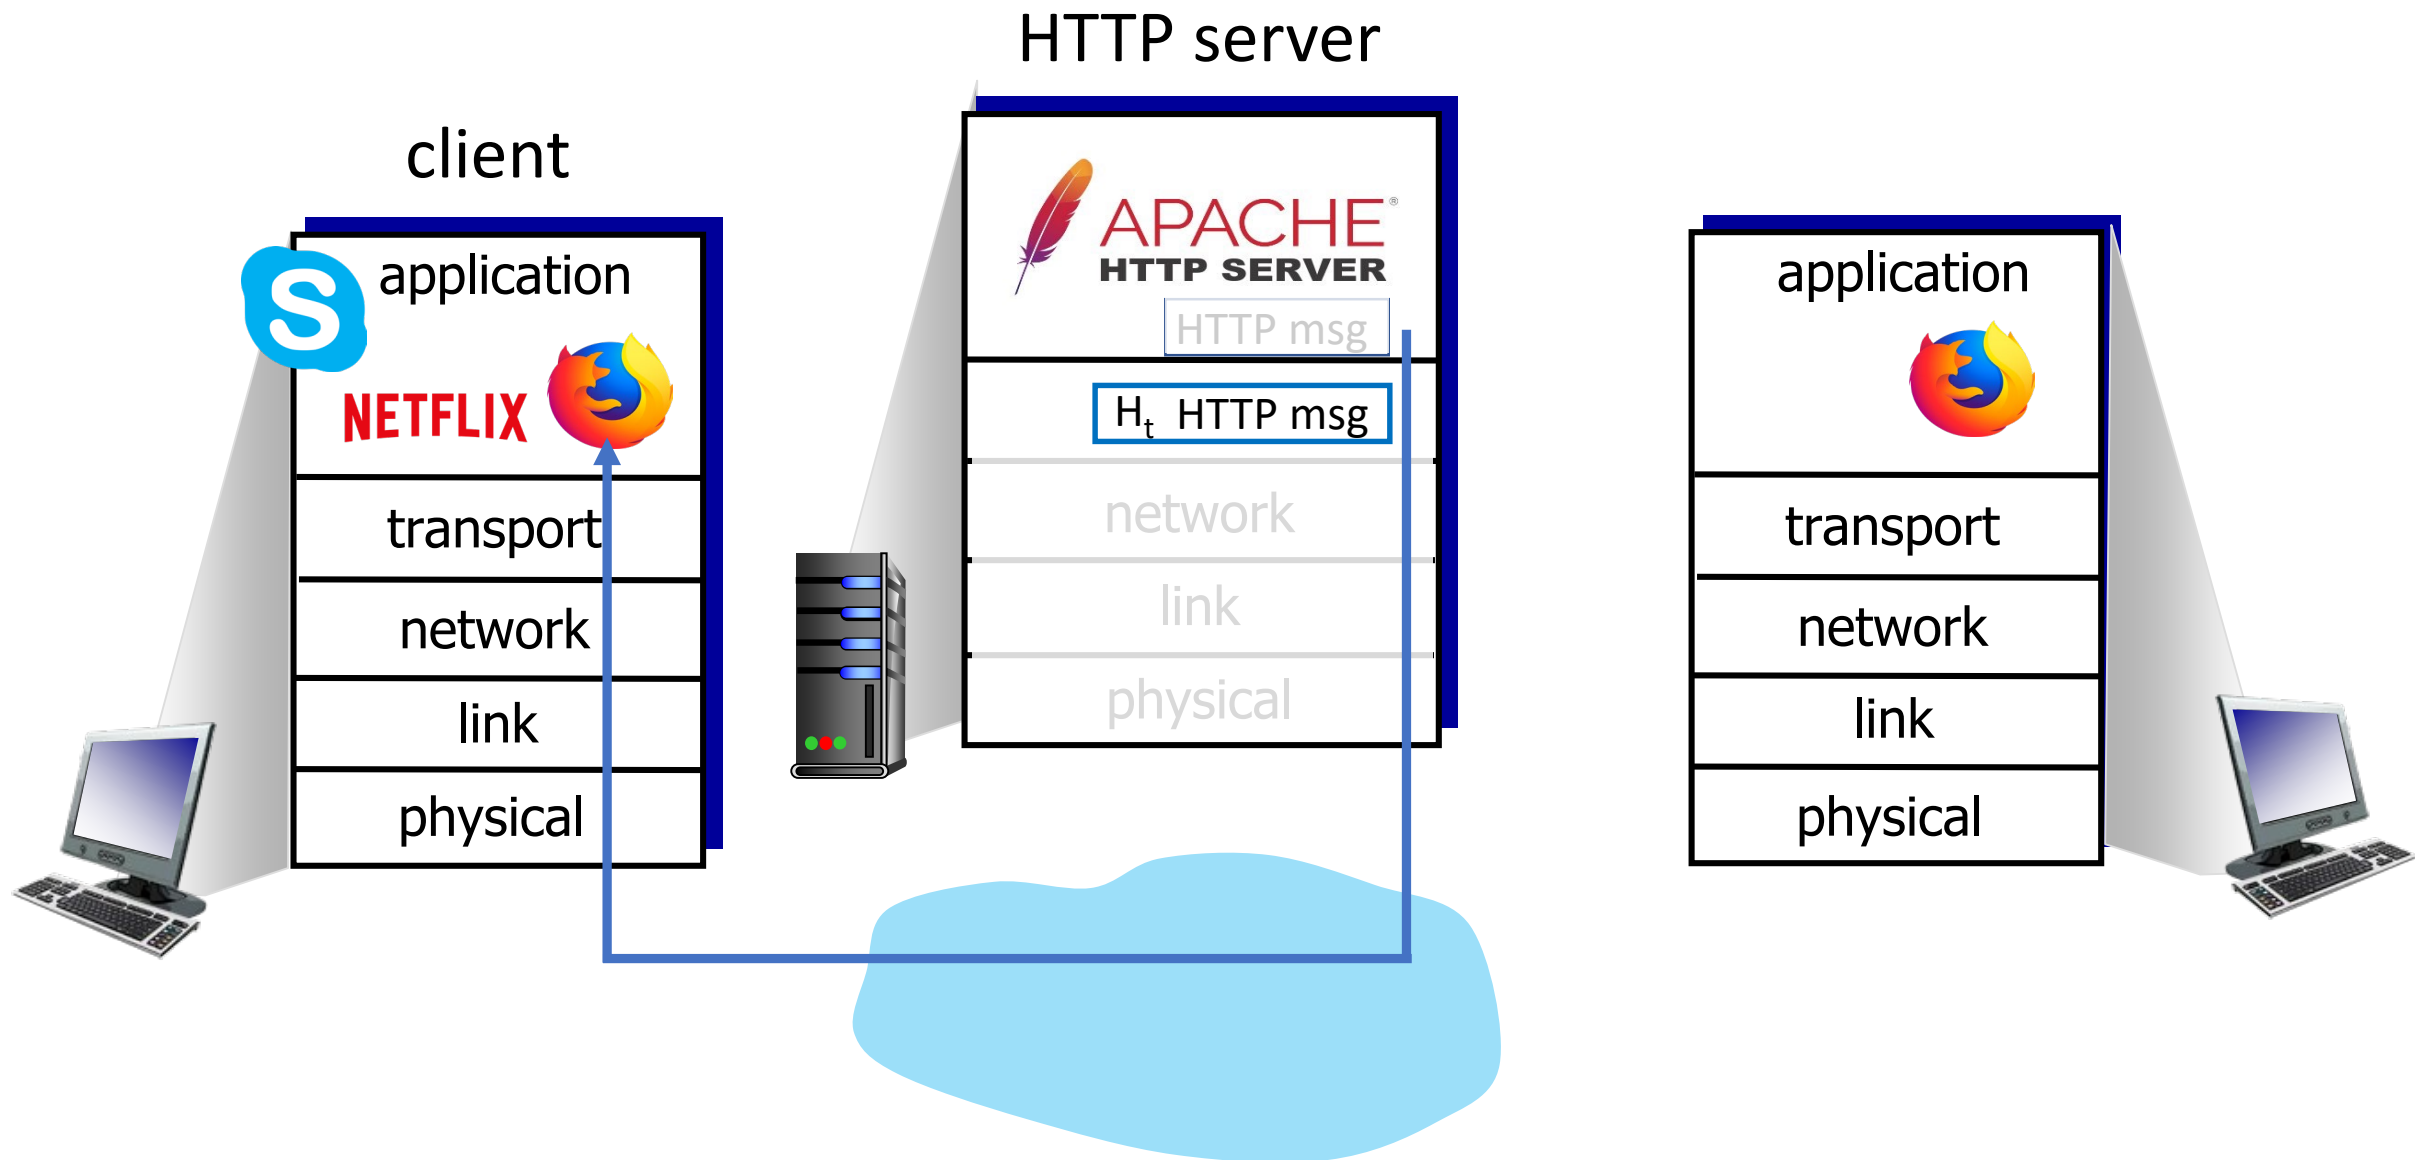 HTTP server
client
application
NETFLIX
transport
network
link
physical
APACHE®
HTTP SERVER
HTTP msg
Ht HTTP msg
network
link
physical
application
transport
network
link
physical